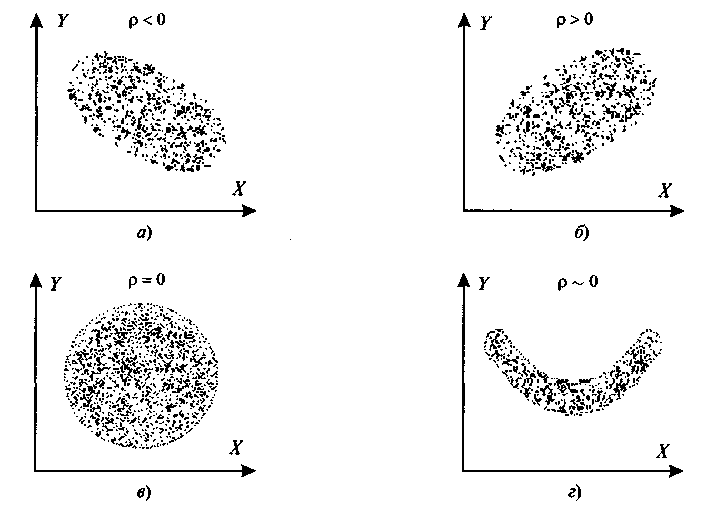 Y ρ < 0
X
а)
Y ρ > 0
X
б)
Y ρ = 0
X
в)
Y ρ ~ 0
X
г)